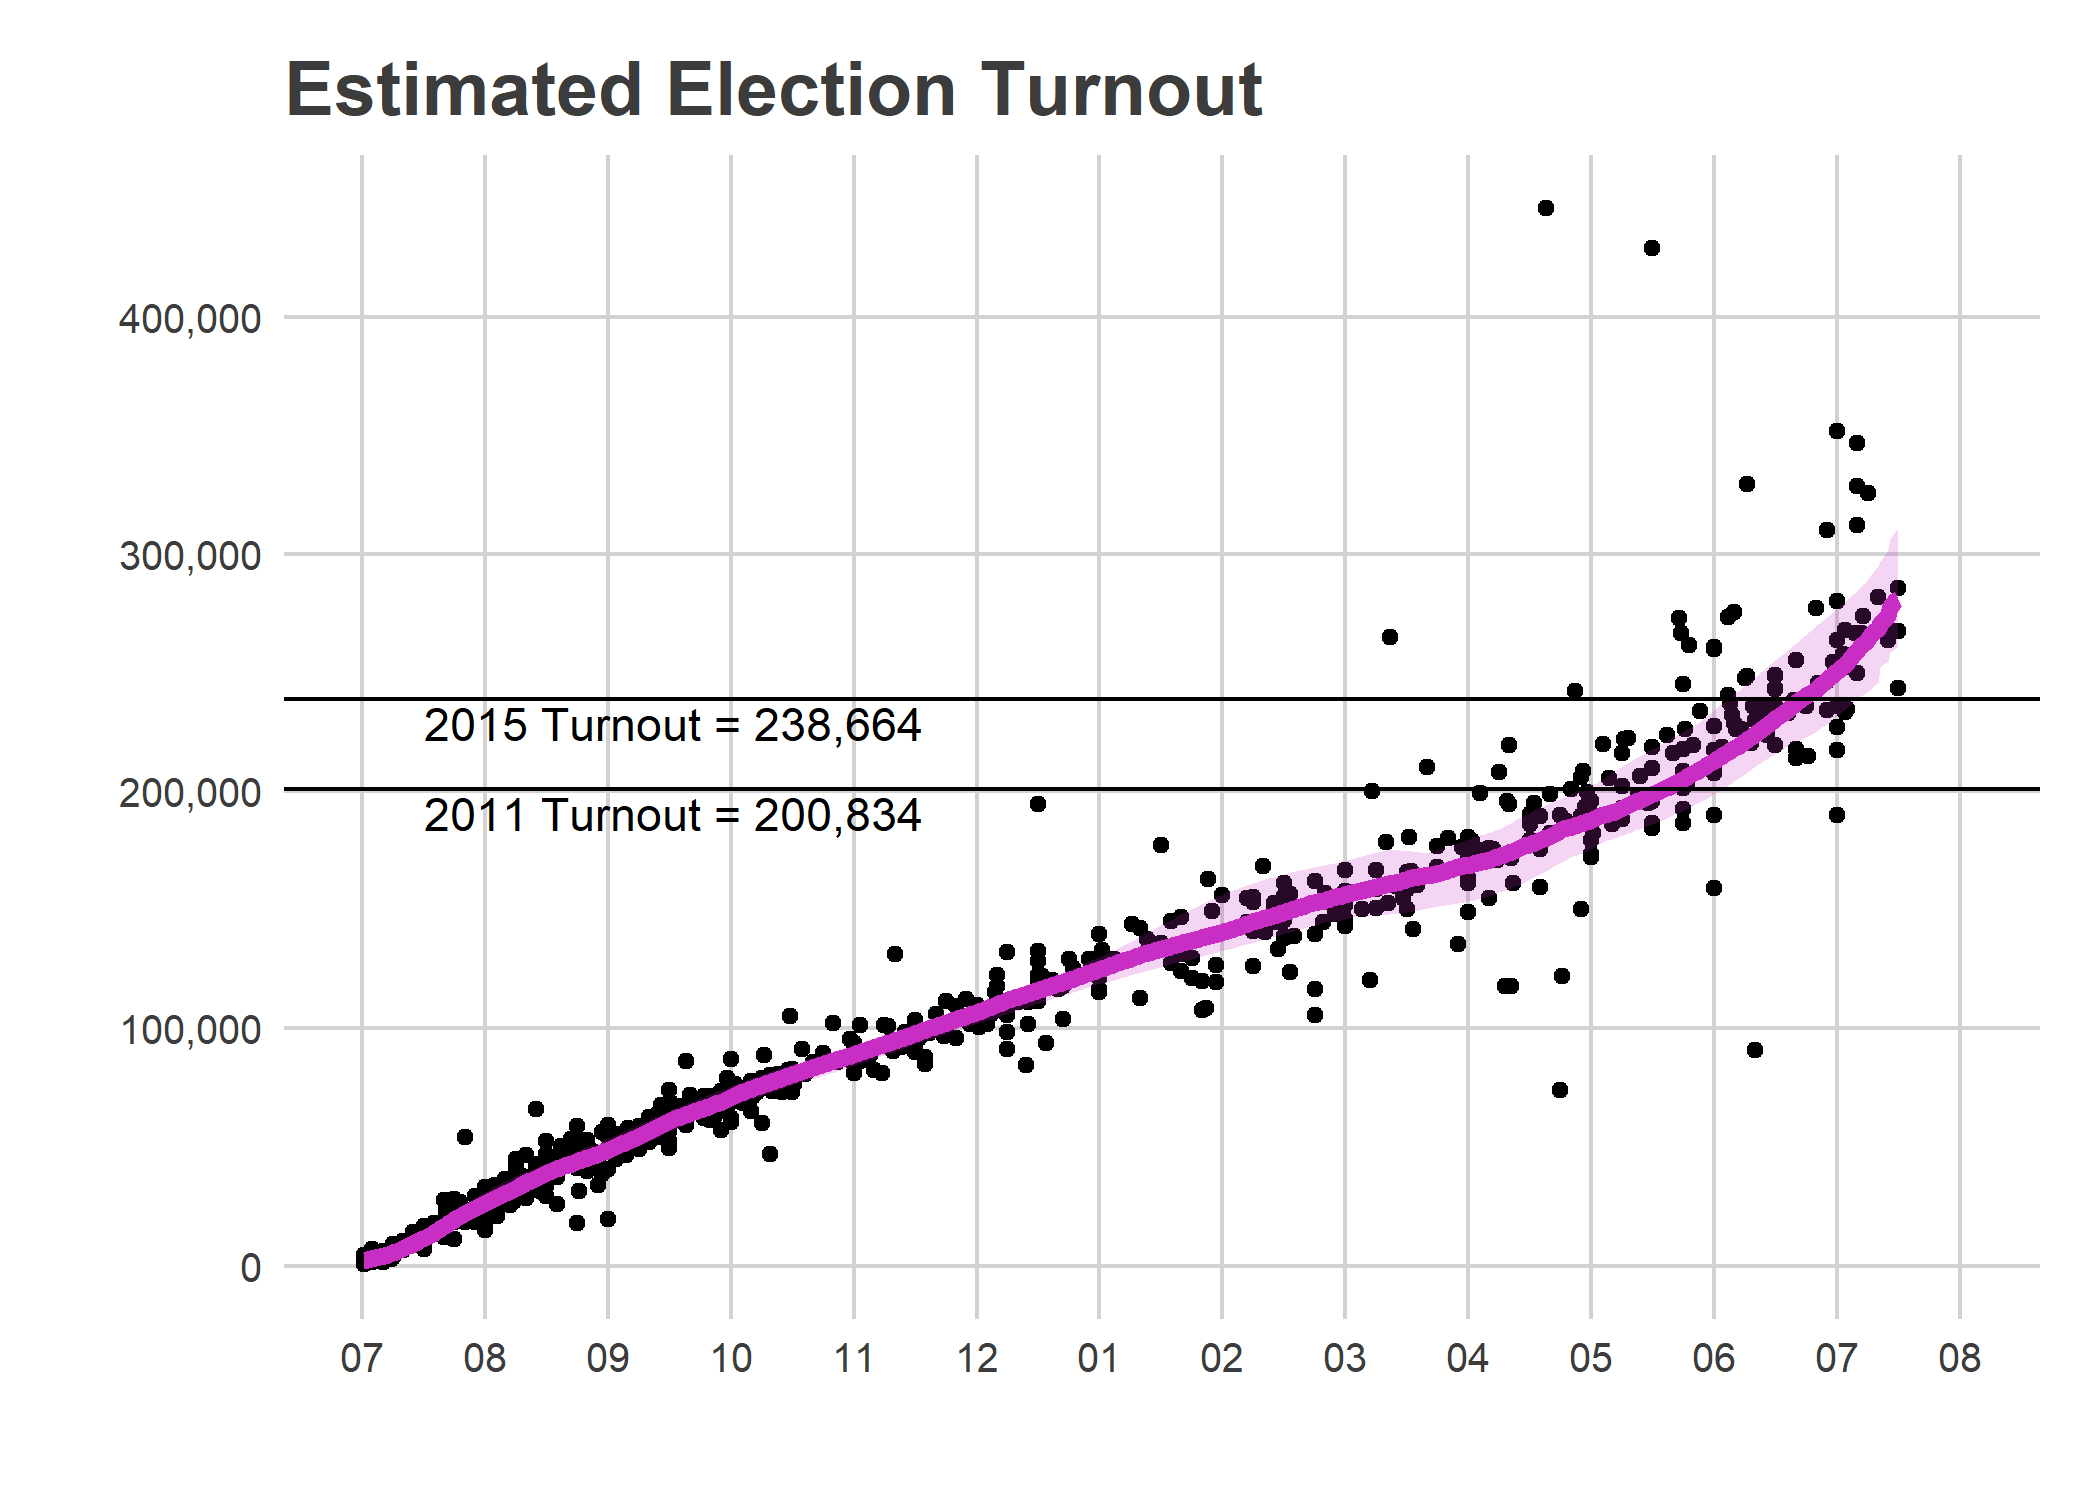 Estimated Election Turnout
400,000
300,000
2015 Turnout = 238,664
200,000
2011 Turnout = 200,834
100,000
0
07 08 09 10 11 12 01 02 03 04 05 06 07 08